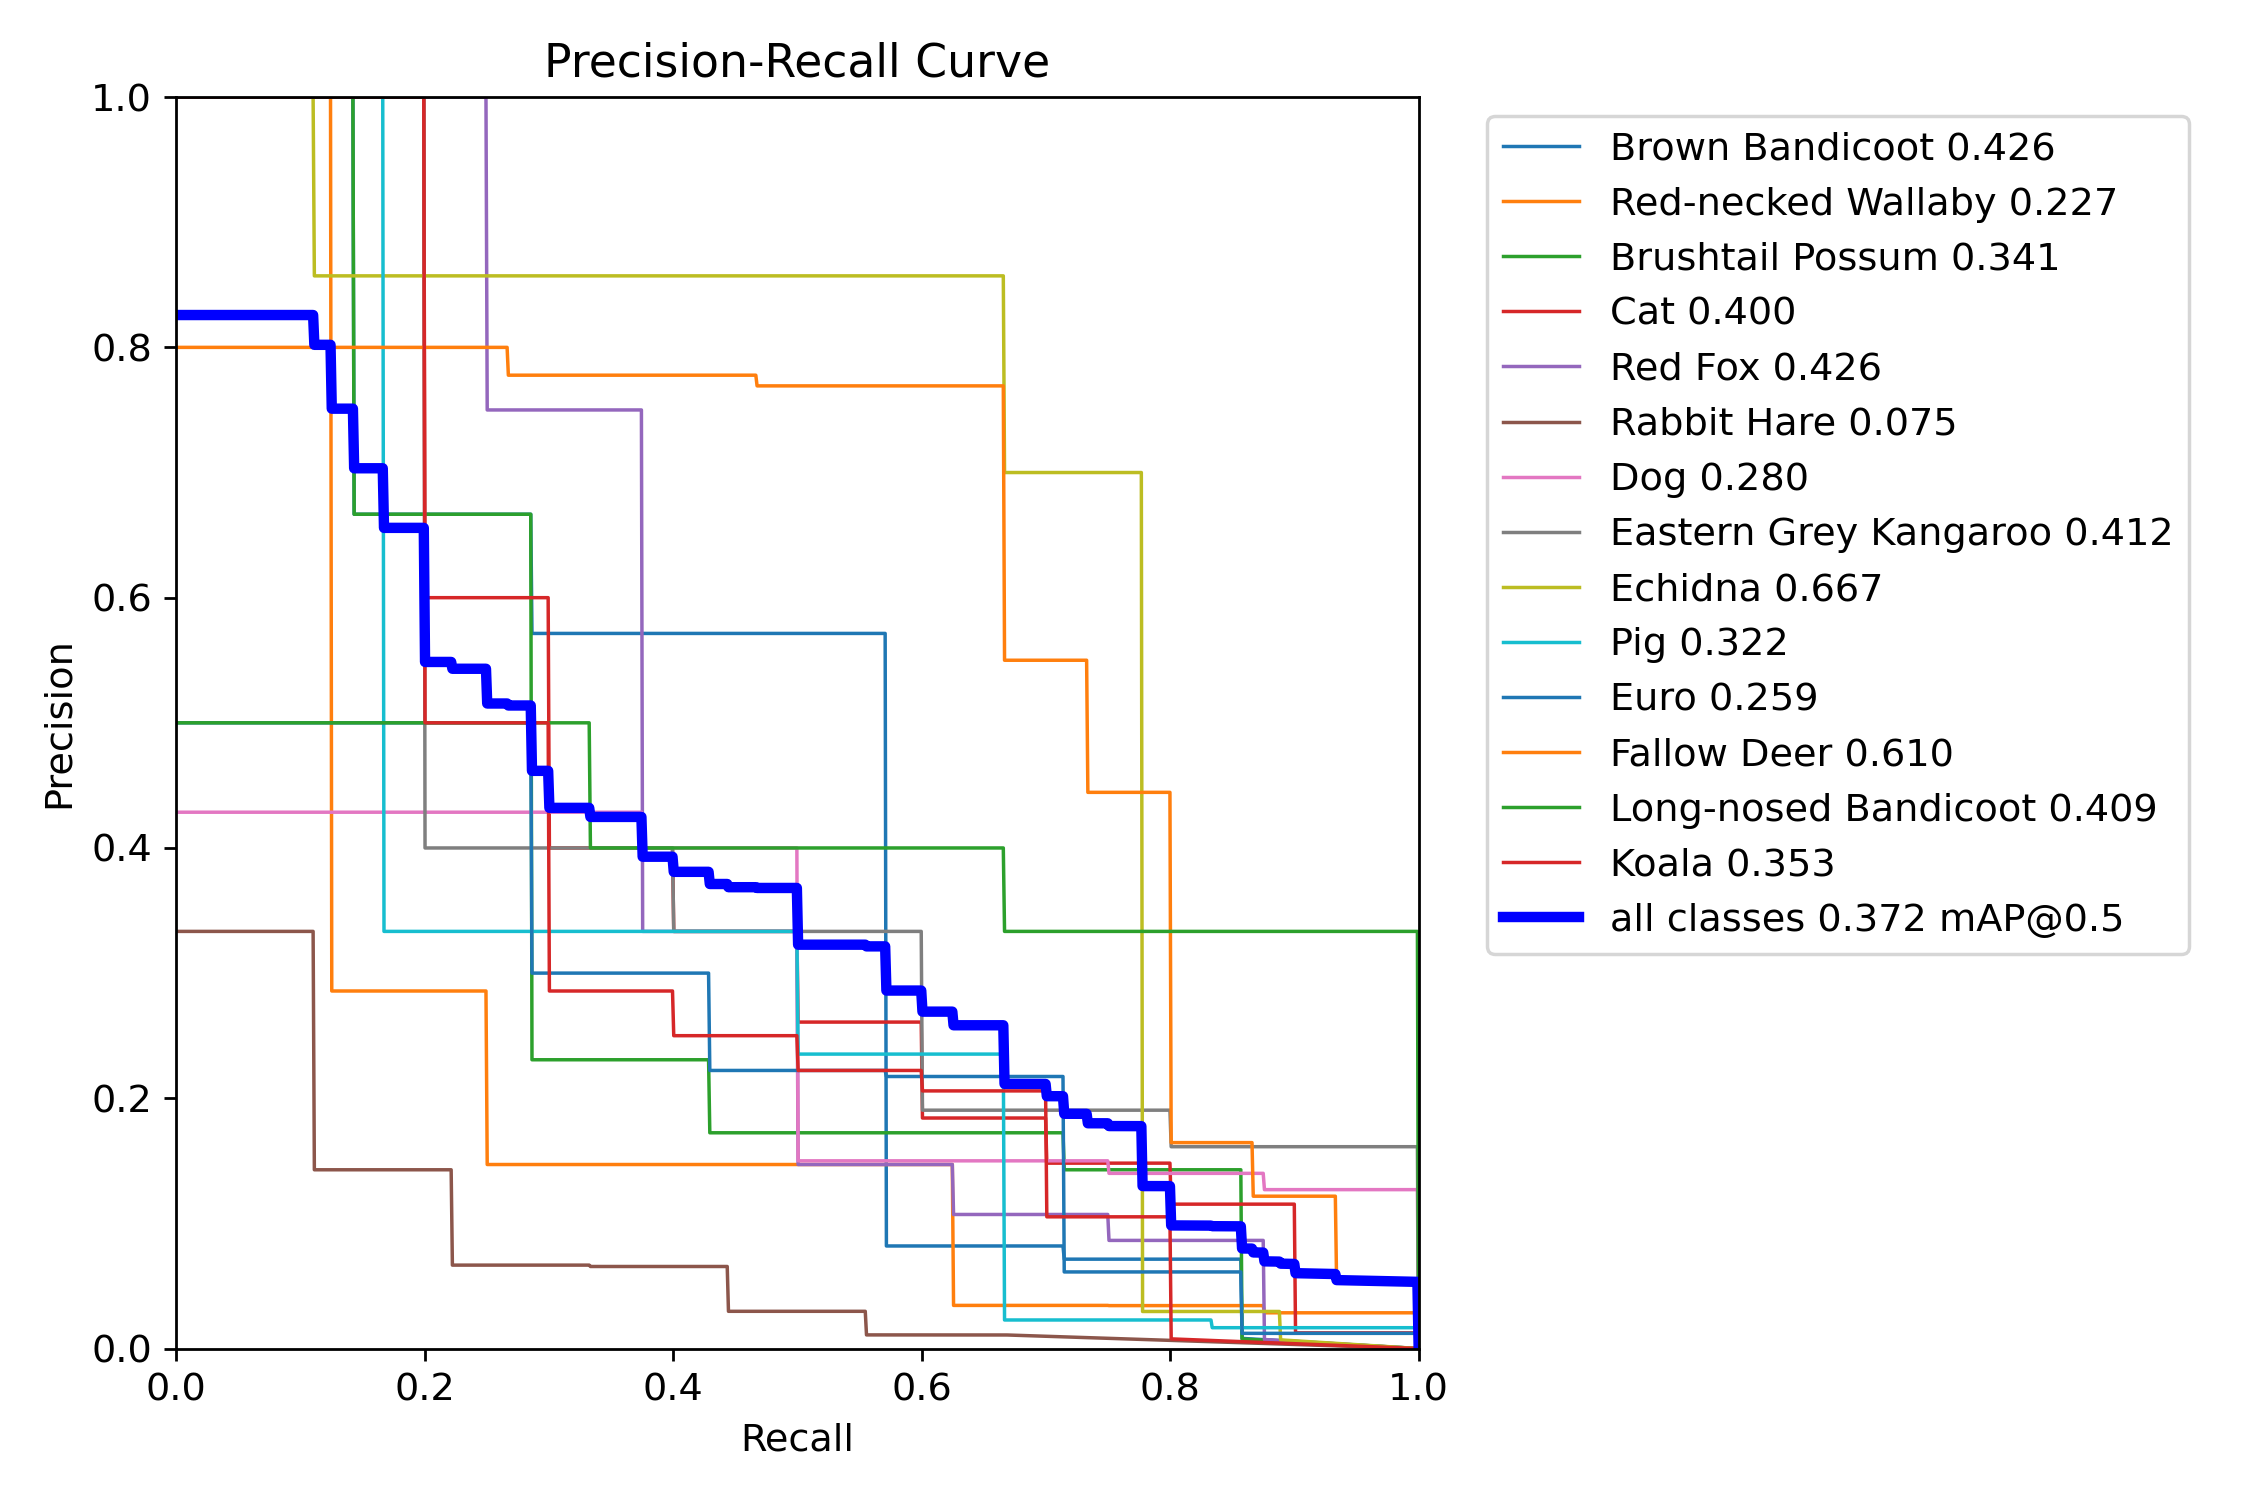 Precision-Recall Curve
1.0
0.8
0.6
0.4
0.2
0.0
Precision
0.0 0.2 0.4 0.6 0.8 1.0
Recall
Brown Bandicoot 0.426
Red-necked Wallaby 0.227
Brushtail Possum 0.341
Cat 0.400
Red Fox 0.426
Rabbit Hare 0.075
Dog 0.280
Eastern Grey Kangaroo 0.412
Echidna 0.667
Pig 0.322
Euro 0.259
Fallow Deer 0.610
Long-nosed Bandicoot 0.409
Koala 0.353
all classes 0.372 mAP@0.5